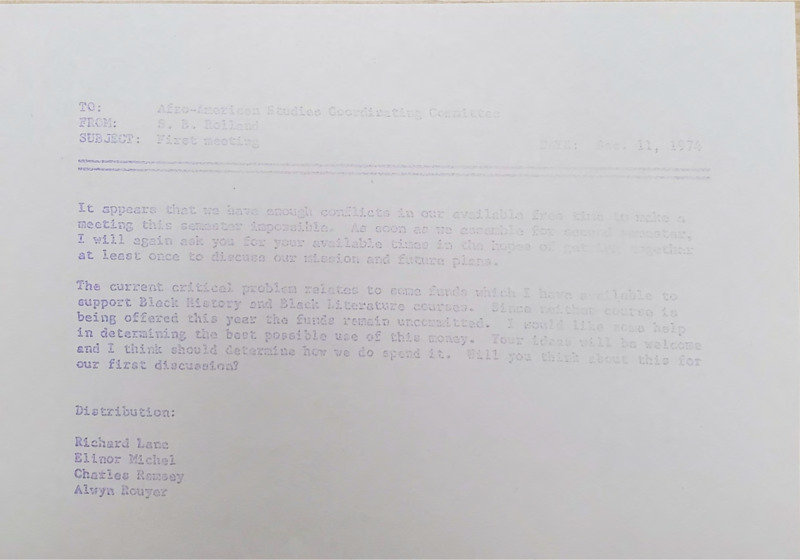 TO: Afro-American Studies Coordinating Committee
FROM: S. B. Rolland
SUBJECT: First meeting DATE: Dec. 11, 1974
It appears that we have enough conflicts in our available free time to make a
meeting this semester impossible. As soon as we assemble for second semester,
I will again ask you for your available times in the hopes of getting together
at least once to discuss our mission and future plans.
The current critical problem relates to some funds which I have available to
support Black History and Black Literature courses. Since neither course is
being offered this year the funds remain uncommitted. I would like some help
in determining the best possible use of this money. Your ideas will be welcome
and I think should determine how we do spend it. Will you think about this for
our first discussion?
Distribution:
Richard Lane
Elinor Michel
Charles Ramsey
Alwyn Rouyer